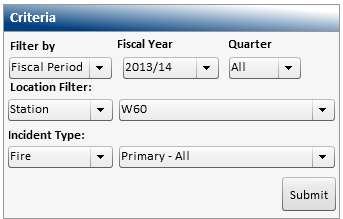 Criteria
Filter by Fiscal Year Quarter
Fiscal Period 2013/14 All
Location Filter:
Station W60
Incident Type:
Fire Primary - All
Submit